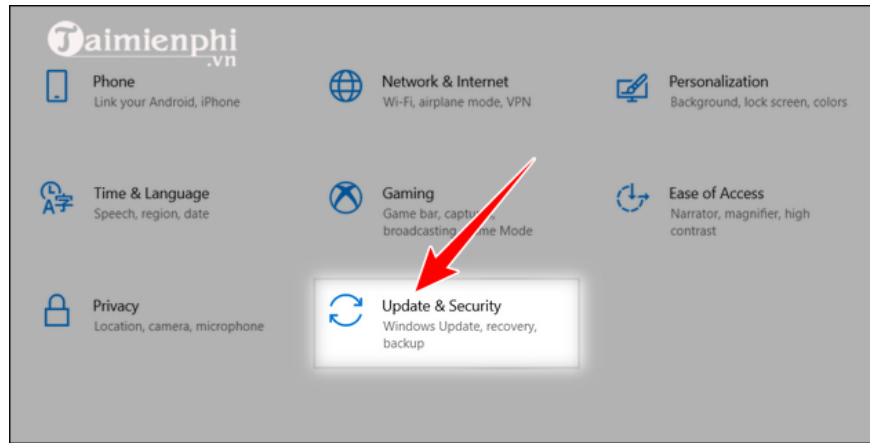 Taimienphi
.vn
Phone
Link your Android, iPhone
Network & Internet
Wi-Fi, airplane mode, VPN
Personalization
Background, lock screen, colors
Time & Language
Speech, region, date
Gaming
Game bar,
broadcasting, Mode
Ease of Access
Narrator, magnifier, high
contrast
Privacy
Location, camera, microphone
Update & Security
Windows Update, recovery,
backup